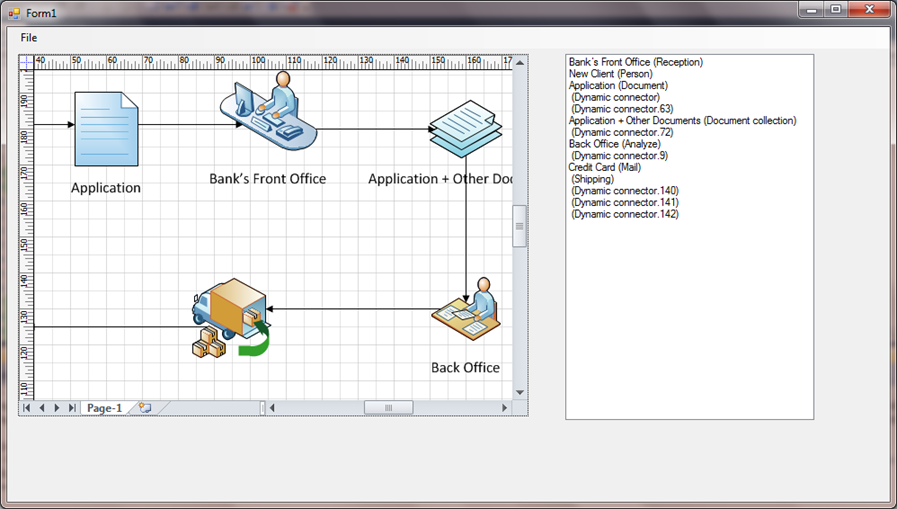 Form1
File
40 50 60 70 80 90 100 110 120 130 140 150 160 17
190
180
170
160
150
140
130
120
110
Application
Bank's Front Office
Application + Other Doc
Back Office
Page-1
Bank's Front Office (Reception)
New Client (Person)
Application (Document)
(Dynamic connector)
(Dynamic connector.63)
Application + Other Documents (Document collection)
(Dynamic connector.72)
Back Office (Analyze)
(Dynamic connector.9)
Credit Card (Mail)
(Shipping)
(Dynamic connector.140)
(Dynamic connector.141)
(Dynamic connector.142)